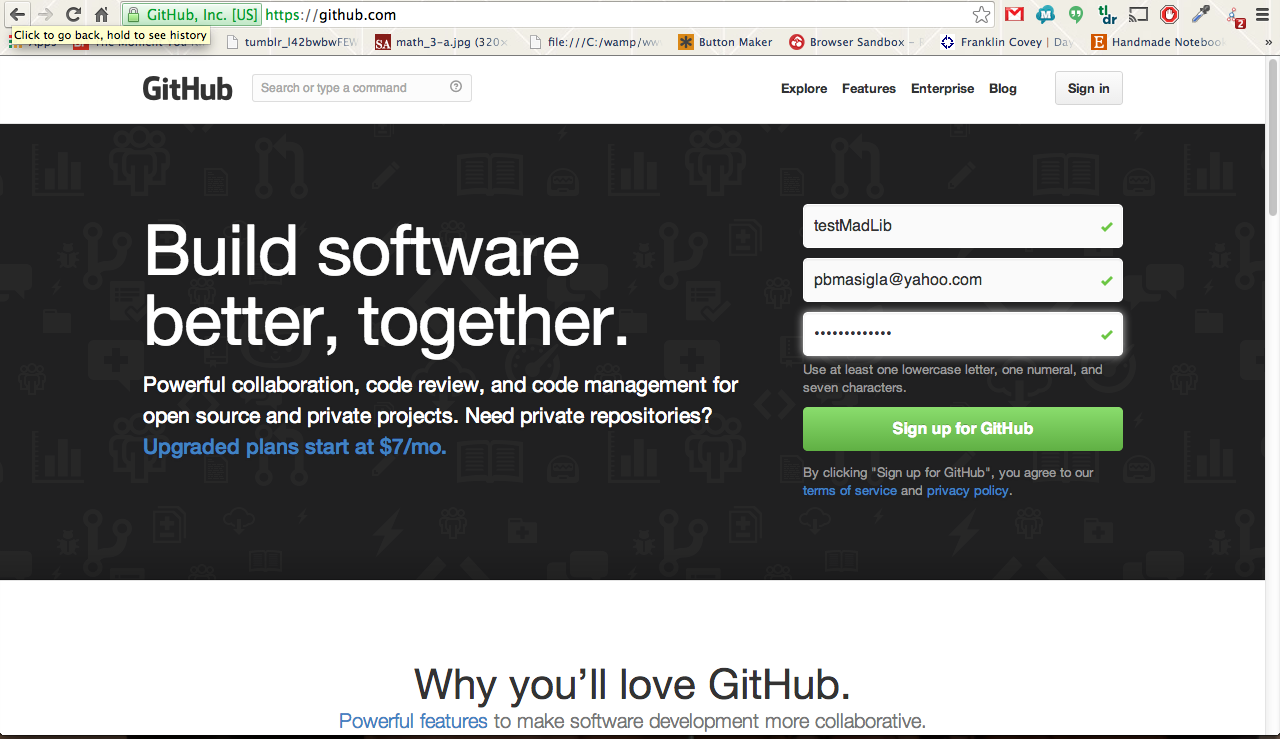 GitHub, Inc. [US] https://github.com
Click to go back, hold to see history
tumblr_l42bwbwFEW
SA math_3-a.jpg (320×
file:///C:/wamp/ww
Button Maker
Browser Sandbox –
Franklin Covey | Day
E Handmade Notebook
»
tl;dr
2
GitHub
Search or type a command
Explore Features Enterprise Blog Sign in
Build software
better, together.
Powerful collaboration, code review, and code management for
open source and private projects. Need private repositories?
Upgraded plans start at $7/mo.
testMadLib
pbmasigla@yahoo.com
•••••••••••••
Use at least one lowercase letter, one numeral, and
seven characters.
Sign up for GitHub
By clicking "Sign up for GitHub", you agree to our
terms of service and privacy policy.
Why you’ll love GitHub.
Powerful features to make software development more collaborative.